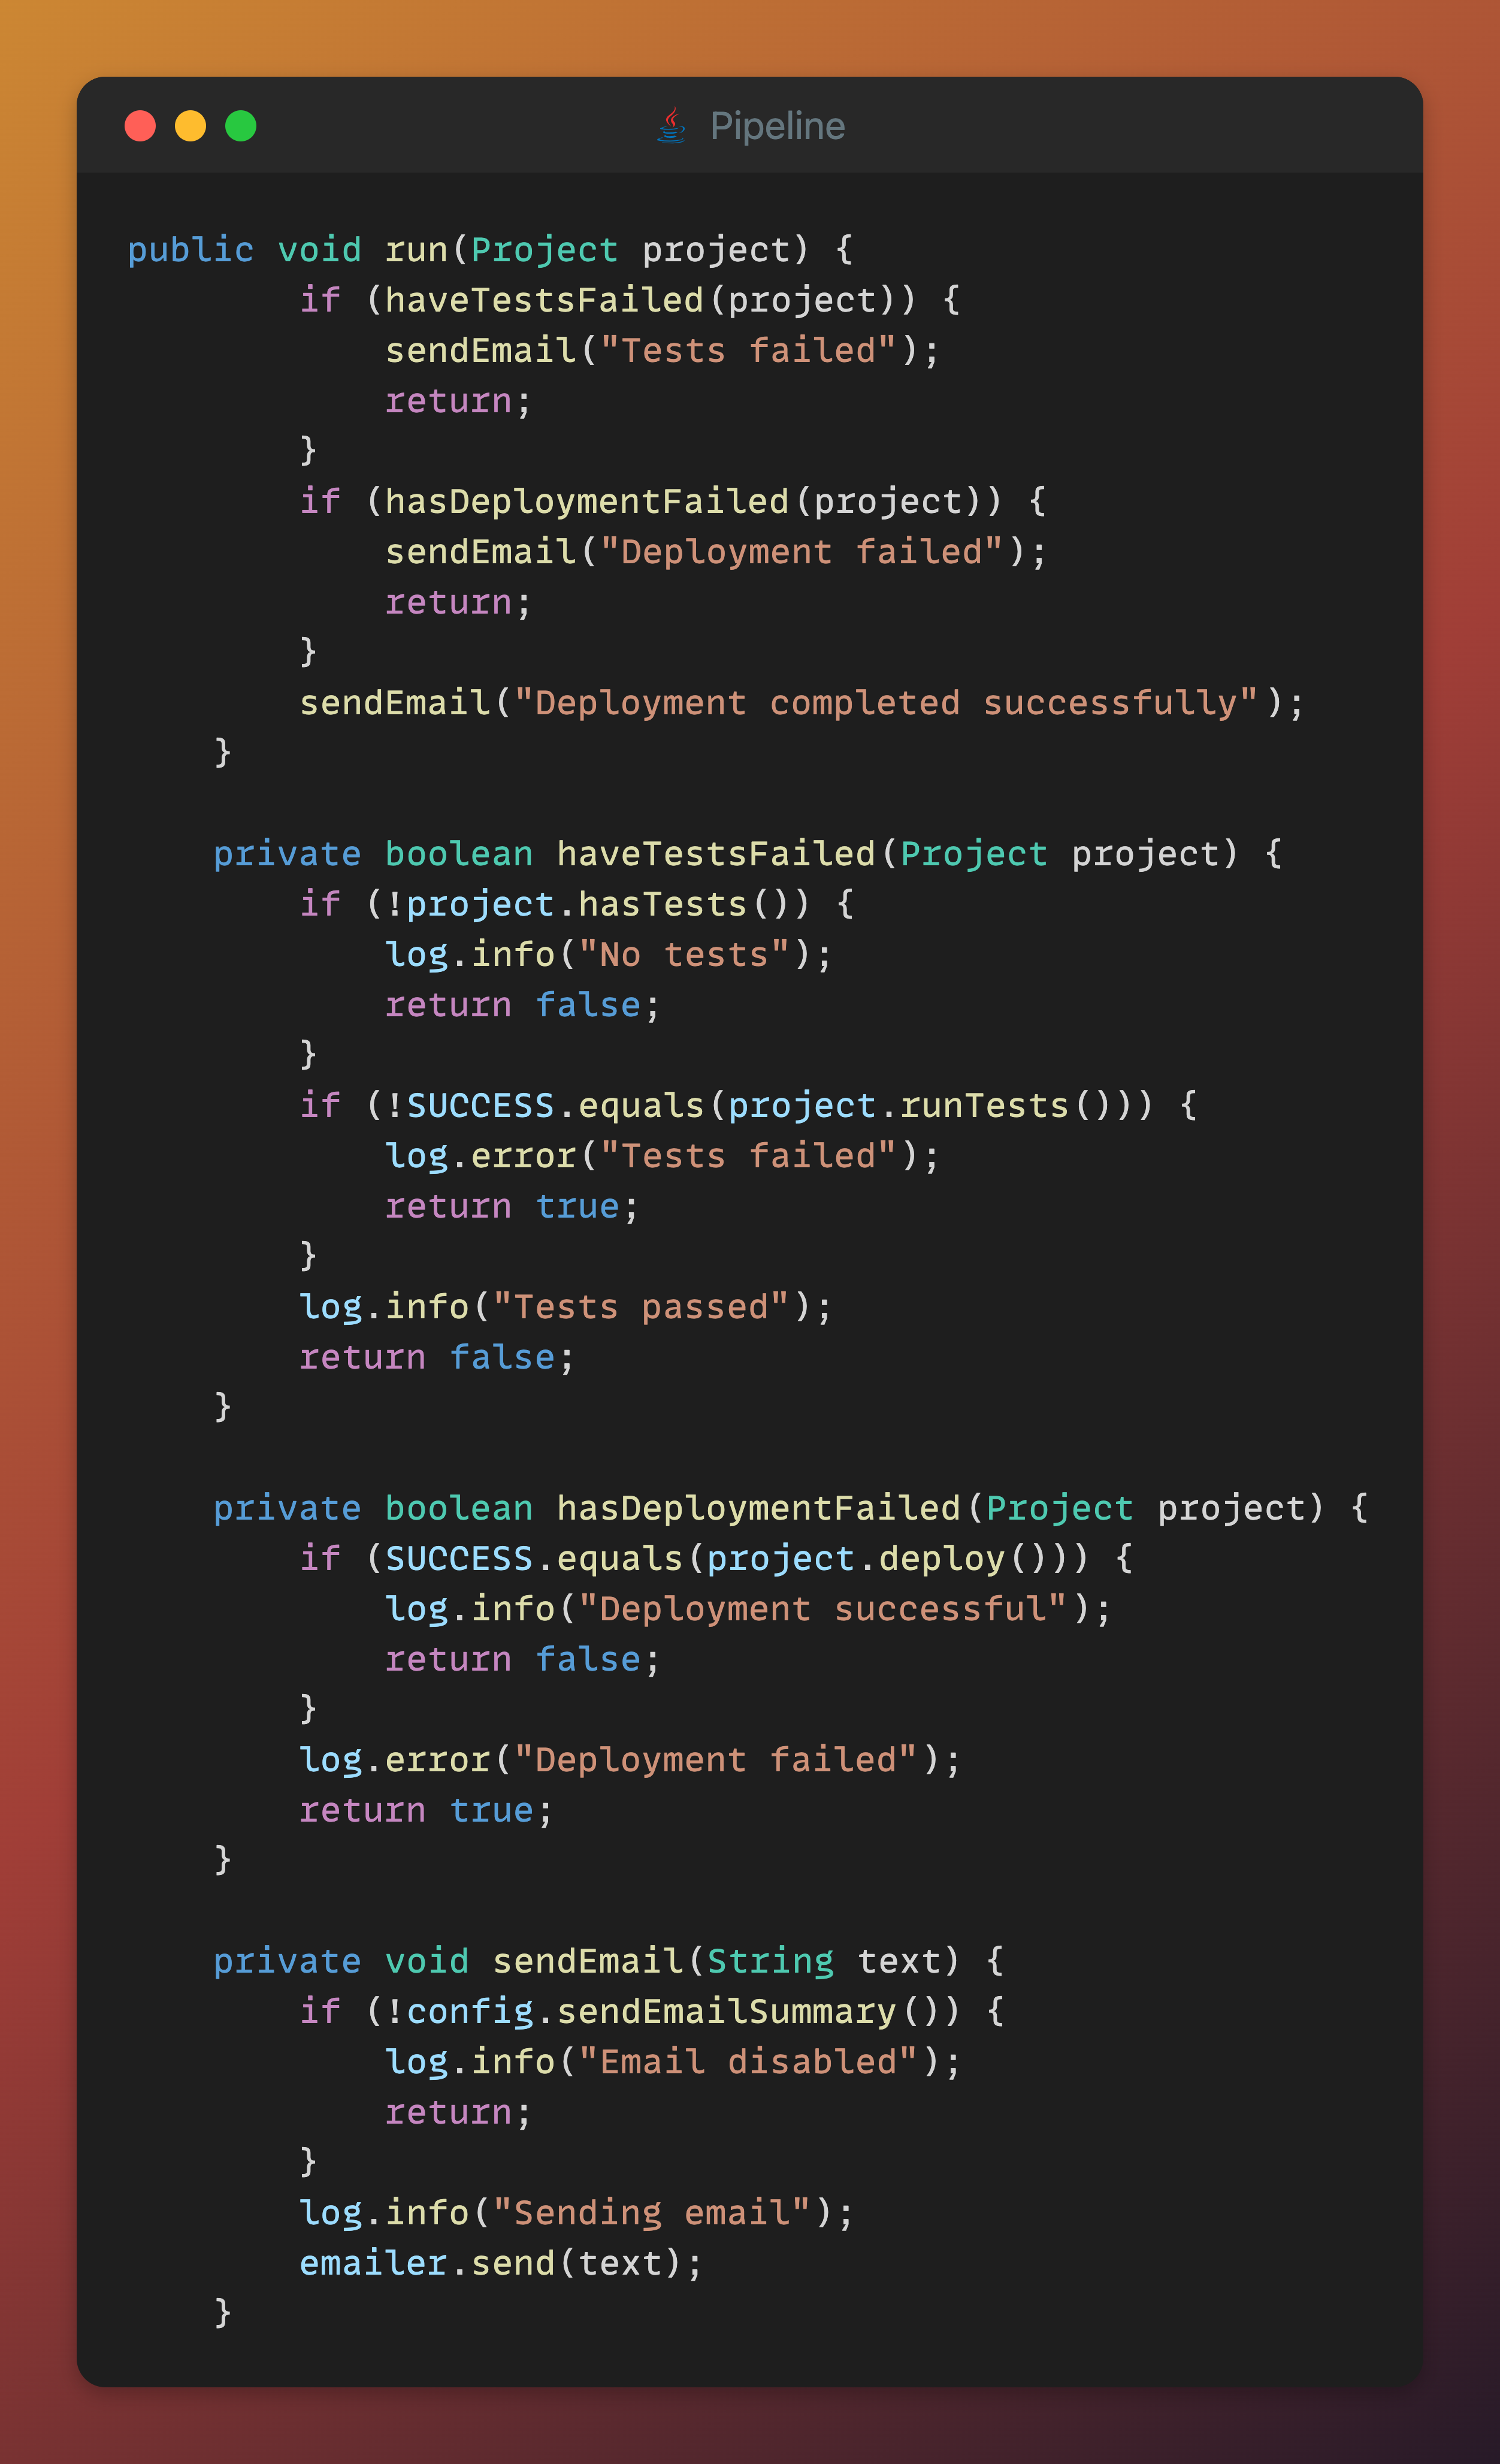 Pipeline
public void run(Project project) {
        if (haveTestsFailed(project)) {
            sendEmail("Tests failed");
            return;
        }
        if (hasDeploymentFailed(project)) {
            sendEmail("Deployment failed");
            return;
        }
        sendEmail("Deployment completed successfully");
    }

    private boolean haveTestsFailed(Project project) {
        if (!project.hasTests()) {
            log.info("No tests");
            return false;
        }
        if (!SUCCESS.equals(project.runTests())) {
            log.error("Tests failed");
            return true;
        }
        log.info("Tests passed");
        return false;
    }

    private boolean hasDeploymentFailed(Project project) {
        if (SUCCESS.equals(project.deploy())) {
            log.info("Deployment successful");
            return false;
        }
        log.error("Deployment failed");
        return true;
    }

    private void sendEmail(String text) {
        if (!config.sendEmailSummary()) {
            log.info("Email disabled");
            return;
        }
        log.info("Sending email");
        emailer.send(text);
    }